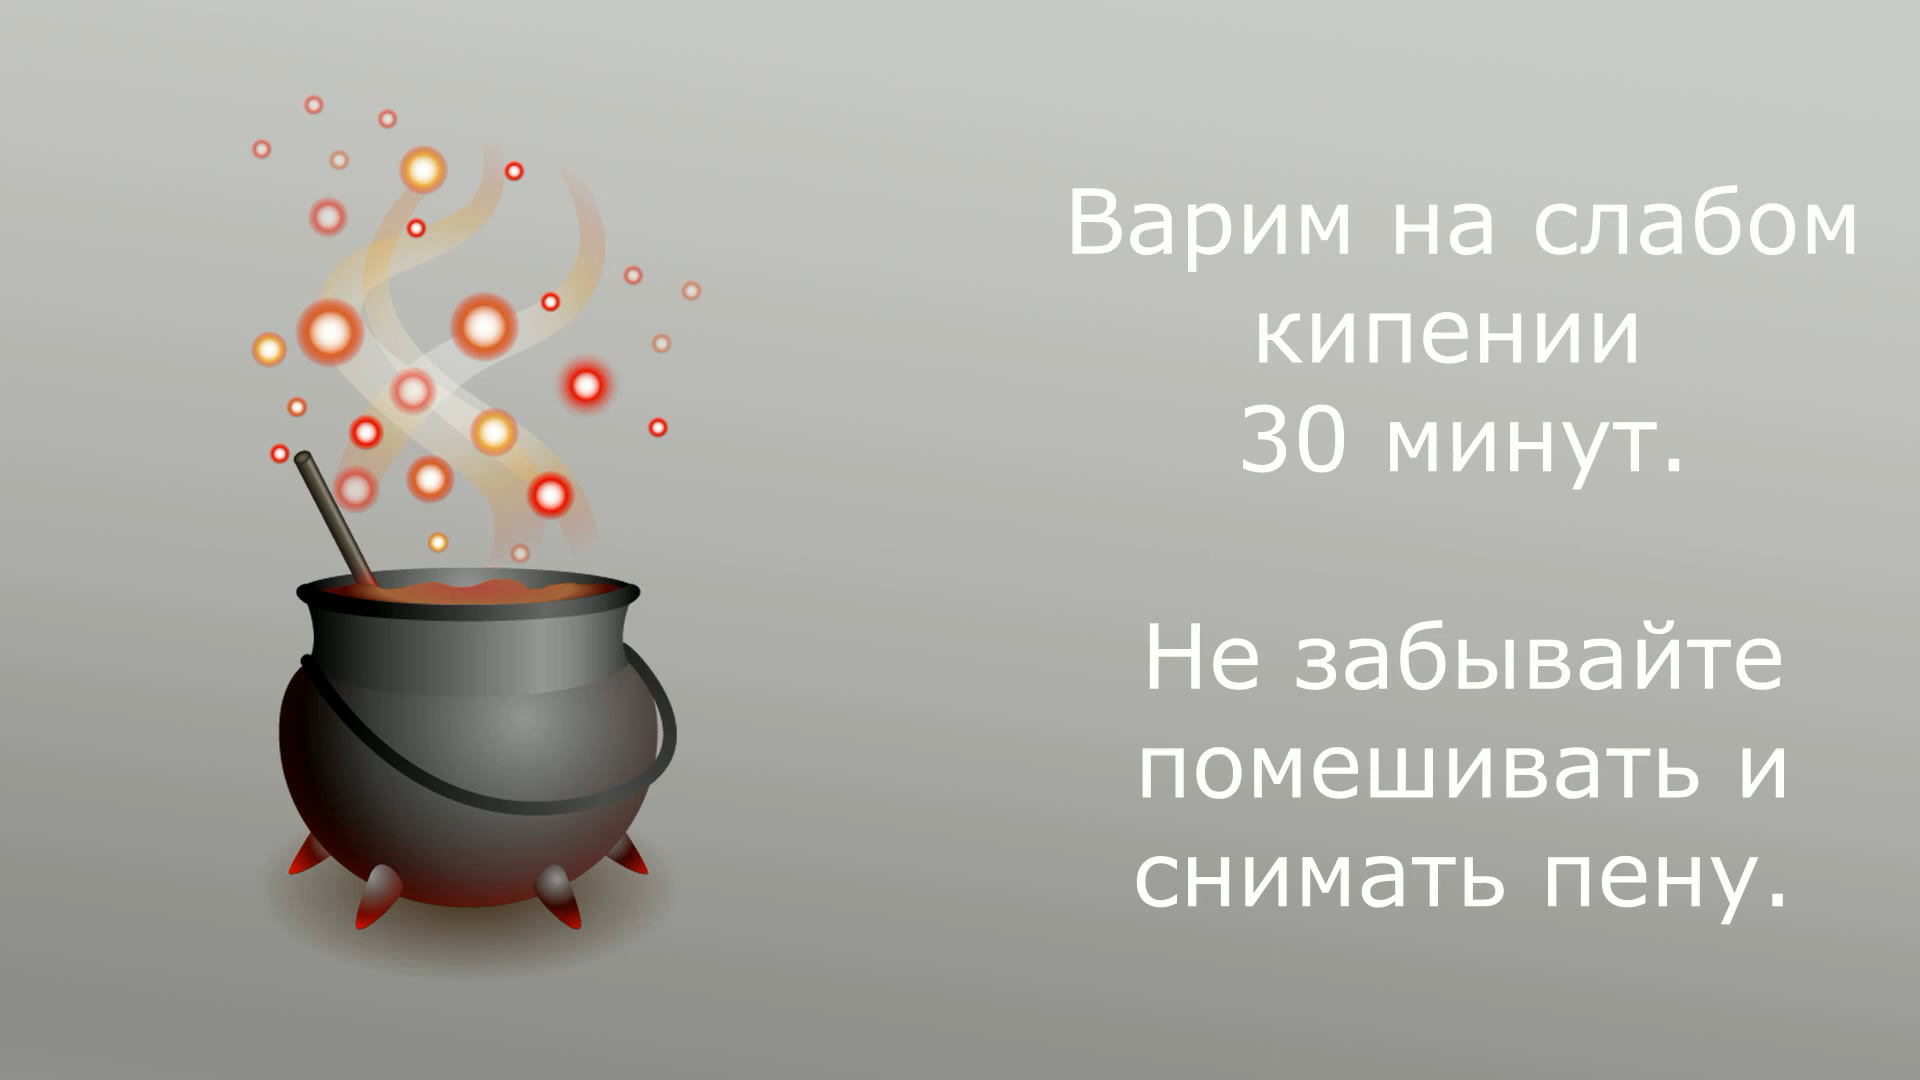 Варим на слабом
кипении
30 минут.
Не забывайте
помешивать и
снимать пену.